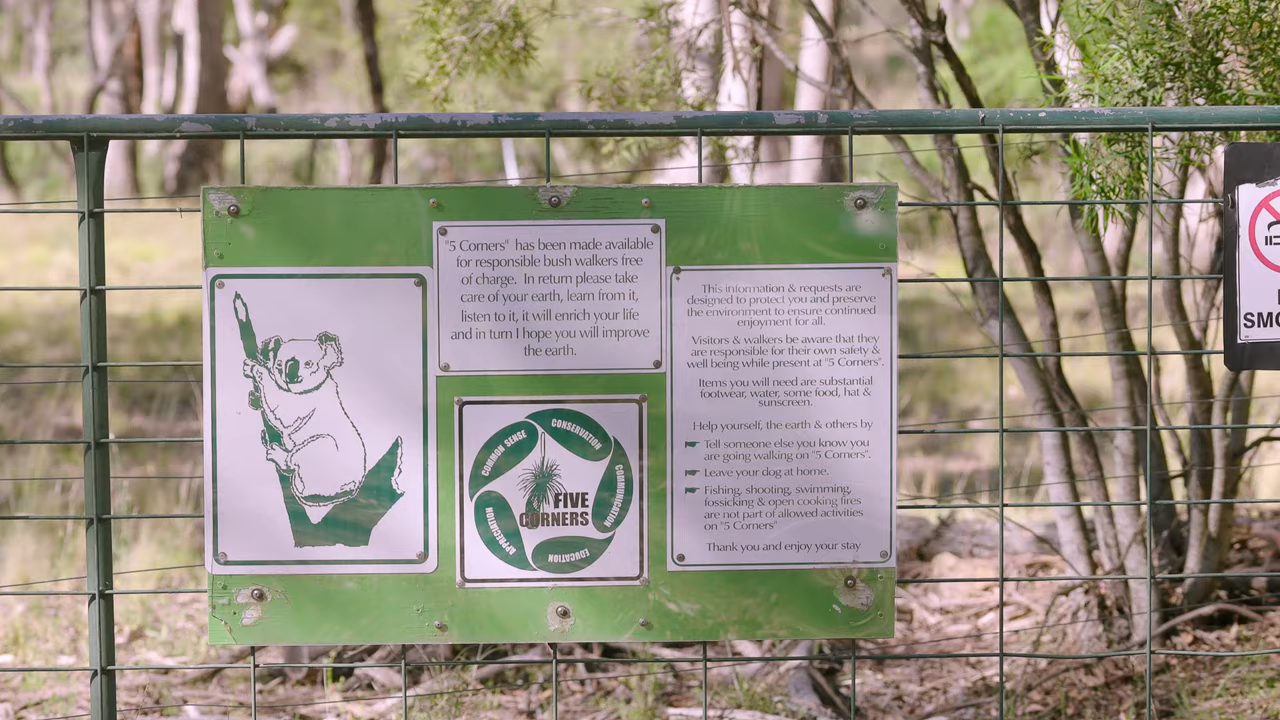 "5 Corners" has been made available
for responsible bush walkers free
of charge. In return please take
care of your earth, learn from it,
listen to it, it will enrich your life
and in turn I hope you will improve
the earth.
COMMON SENSE
CONSERVATION
COMMUNICATION
EDUCATION
APPRECIATION
FIVE
CORNERS
This information & requests are
designed to protect you and preserve
the environment to ensure continued
enjoyment for all.
Visitors & walkers be aware that they
are responsible for their own safety &
well being while present at "5 Corners".
Items you will need are substantial
footwear, water, some food, hat &
sunscreen.
Help yourself, the earth & others by
Tell someone else you know you
are going walking on "5 Corners".
Leave your dog at home.
Fishing, shooting, swimming,
fossicking & open cooking fires
are not part of allowed activities
on "5 Corners"
Thank you and enjoy your stay